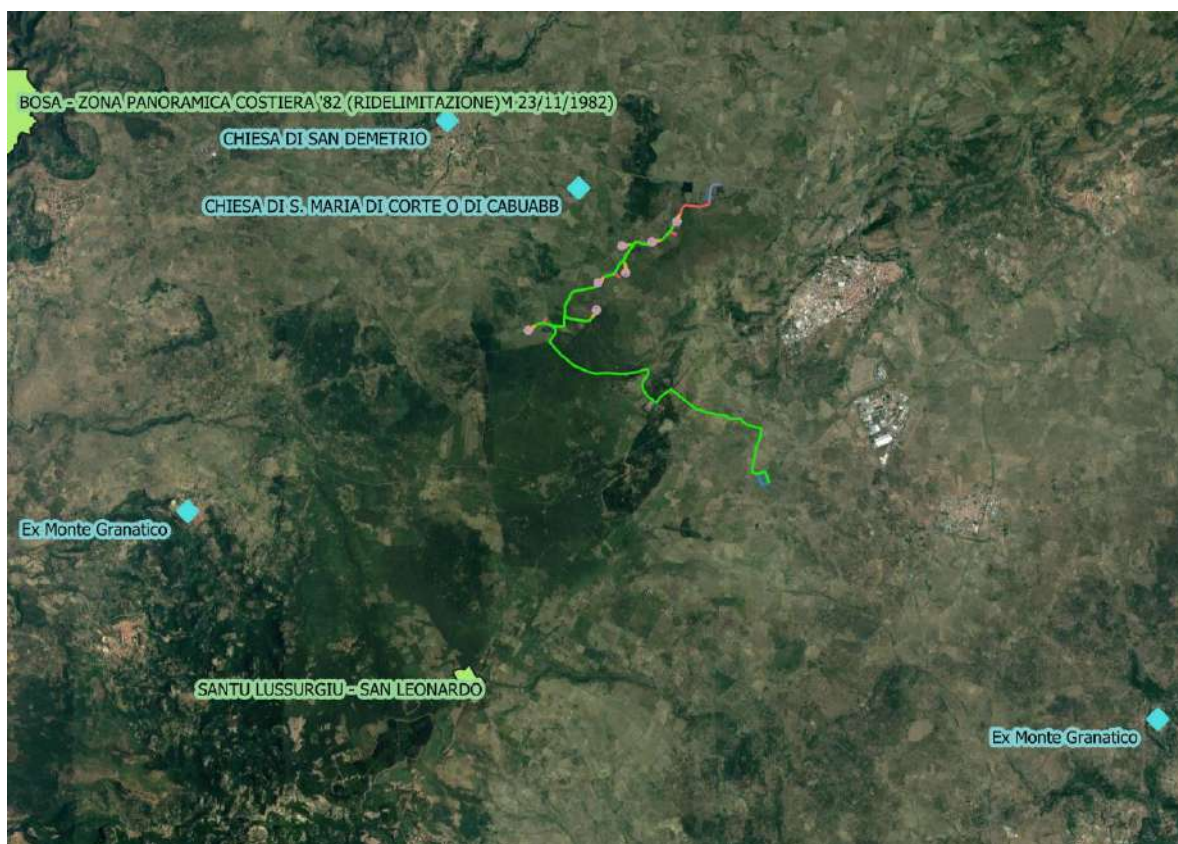 BOSA - ZONA PANORAMICA COSTIERA '82 (RIDELIMITAZIONE)M 23/11/1982)
CHIESA DI SAN DEMETRIO
CHIESA DI S. MARIA DI CORTE O DI CABUABB
Ex Monte Granatico
SANTU LUSSURGIU - SAN LEONARDO
Ex Monte Granatico